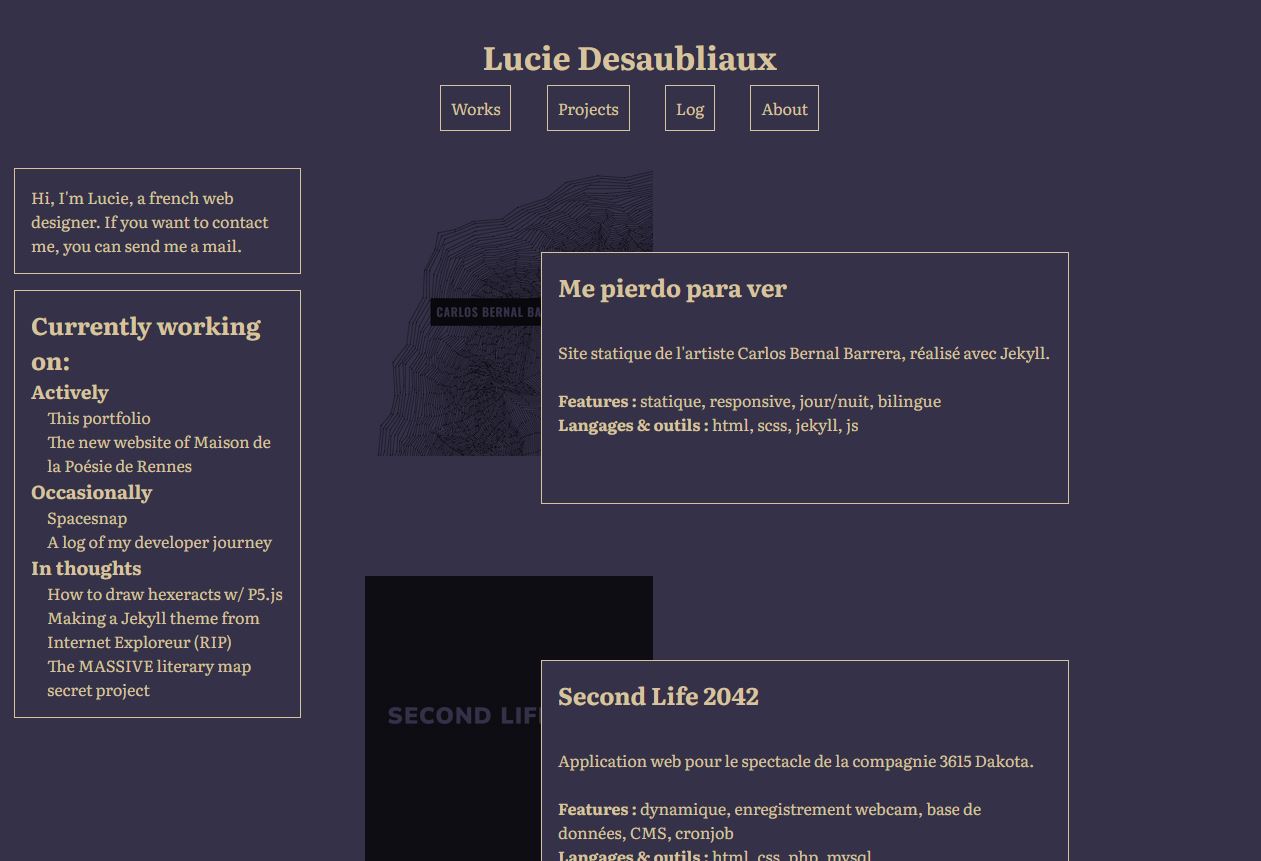 Lucie Desaubliaux
Works
Projects
Log
About
Hi, I'm Lucie, a french web
designer. If you want to contact
me, you can send me a mail.
Currently working
on:
Actively
This portfolio
The new website of Maison de
la Poésie de Rennes
Occasionally
Spacesnap
A log of my developer journey
In thoughts
How to draw hexeracts w/ P5.js
Making a Jekyll theme from
Internet Exploreur (RIP)
The MASSIVE literary map
secret project
CARLOS BERNAL BA
Me pierdo para ver
Site statique de l'artiste Carlos Bernal Barrera, réalisé avec Jekyll.
Features : statique, responsive, jour/nuit, bilingue
Langages & outils : html, scss, jekyll, js
SECOND LIF
Second Life 2042
Application web pour le spectacle de la compagnie 3615 Dakota.
Features : dynamique, enregistrement webcam, base de
données, CMS, cronjob
Langages & outils : html, css, php, mysql